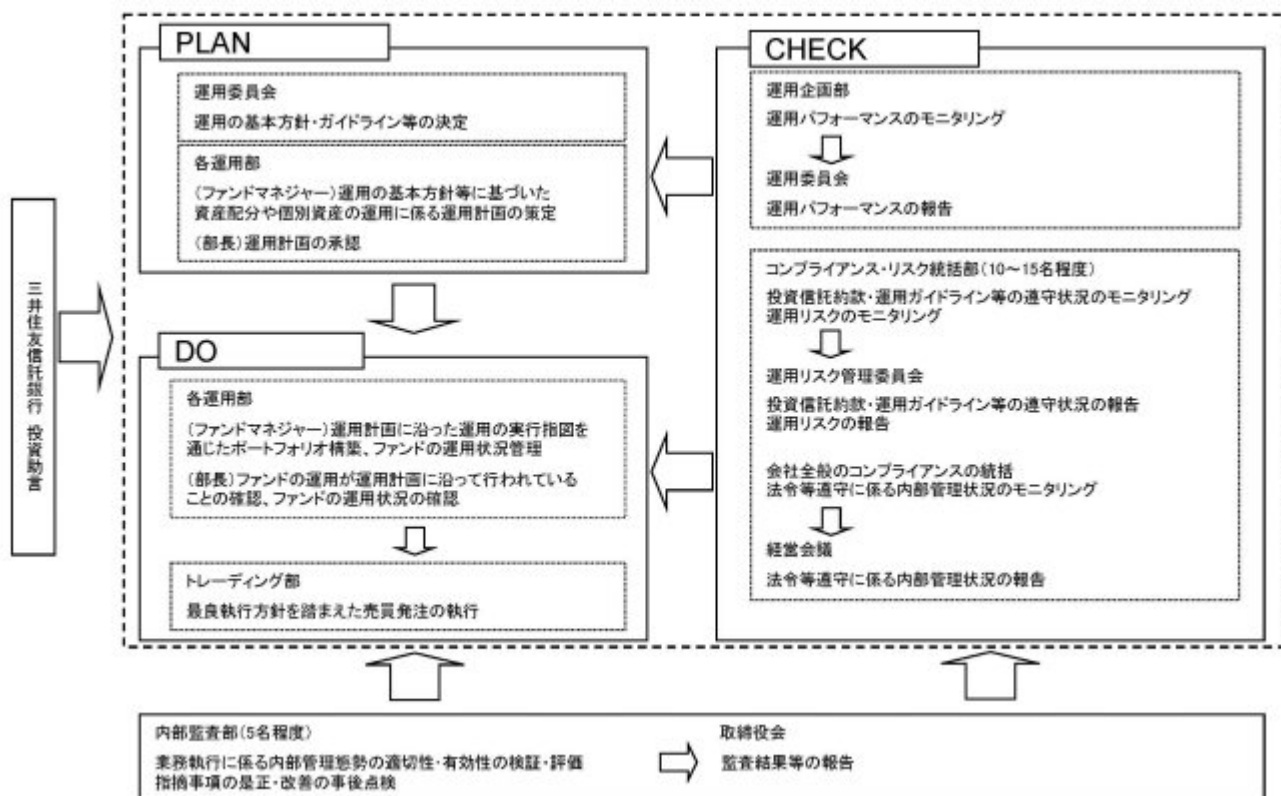 PLAN
運用委員会
運用の基本方針・ガイドライン等の決定
各運用部
(ファンドマネジャー)運用の基本方針等に基づいた
資産配分や個別資産の運用に係る運用計画の策定
(部長)運用計画の承認
DO
各運用部
(ファンドマネジャー)運用計画に沿った運用の実行指図を
通じたポートフォリオ構築、ファンドの運用状況管理
(部長)ファンドの運用が運用計画に沿って行われている
ことの確認、ファンドの運用状況の確認
トレーディング部
最良執行方針を踏まえた売買発注の執行
CHECK
運用企画部
運用パフォーマンスのモニタリング
運用委員会
運用パフォーマンスの報告
コンプライアンス・リスク統括部(10～15名程度)
投資信託約款・運用ガイドライン等の遵守状況のモニタリング
運用リスクのモニタリング
運用リスク管理委員会
投資信託約款・運用ガイドライン等の遵守状況の報告
運用リスクの報告
会社全般のコンプライアンスの統括
法令等遵守に係る内部管理状況のモニタリング
経営会議
法令等遵守に係る内部管理状況の報告
三井住友信託銀行 投資助言
内部監査部(5名程度)
業務執行に係る内部管理態勢の適切性・有効性の検証・評価
指摘事項の是正・改善の事後点検
取締役会
監査結果等の報告